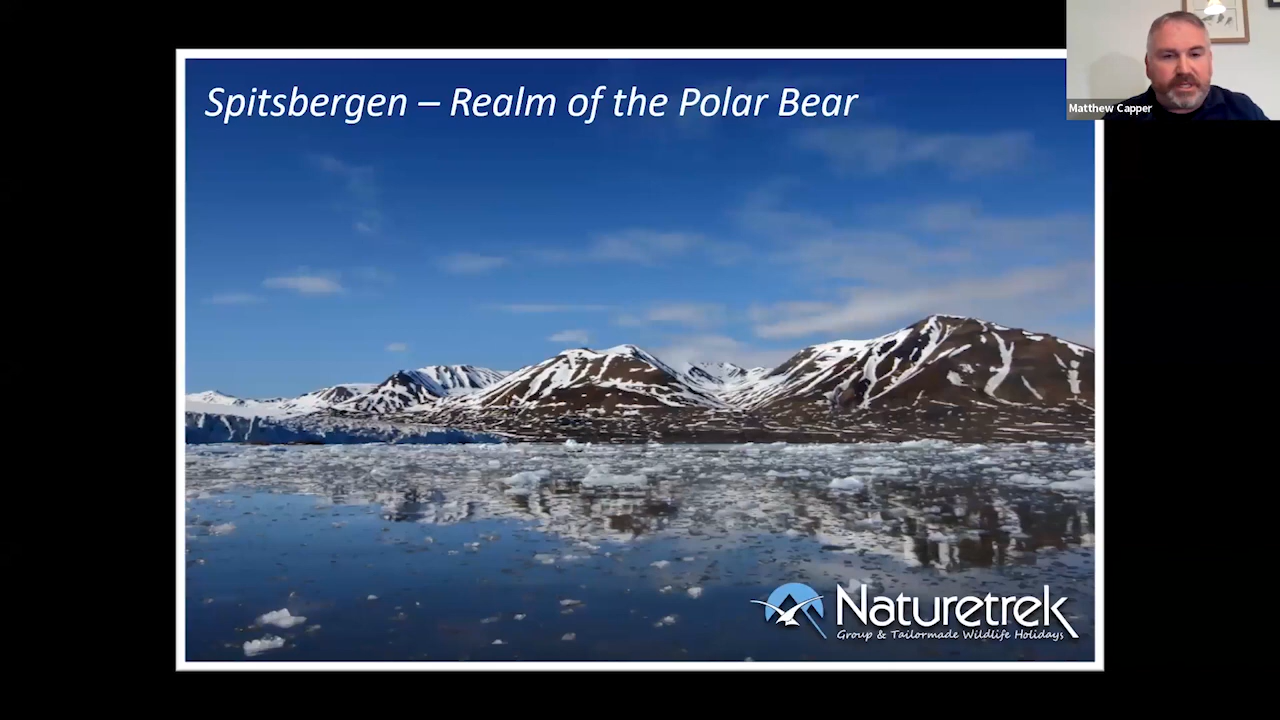 Spitsbergen – Realm of the Polar Bear
Matthew Capper
Naturetrek
Group & Tailormade Wildlife Holidays